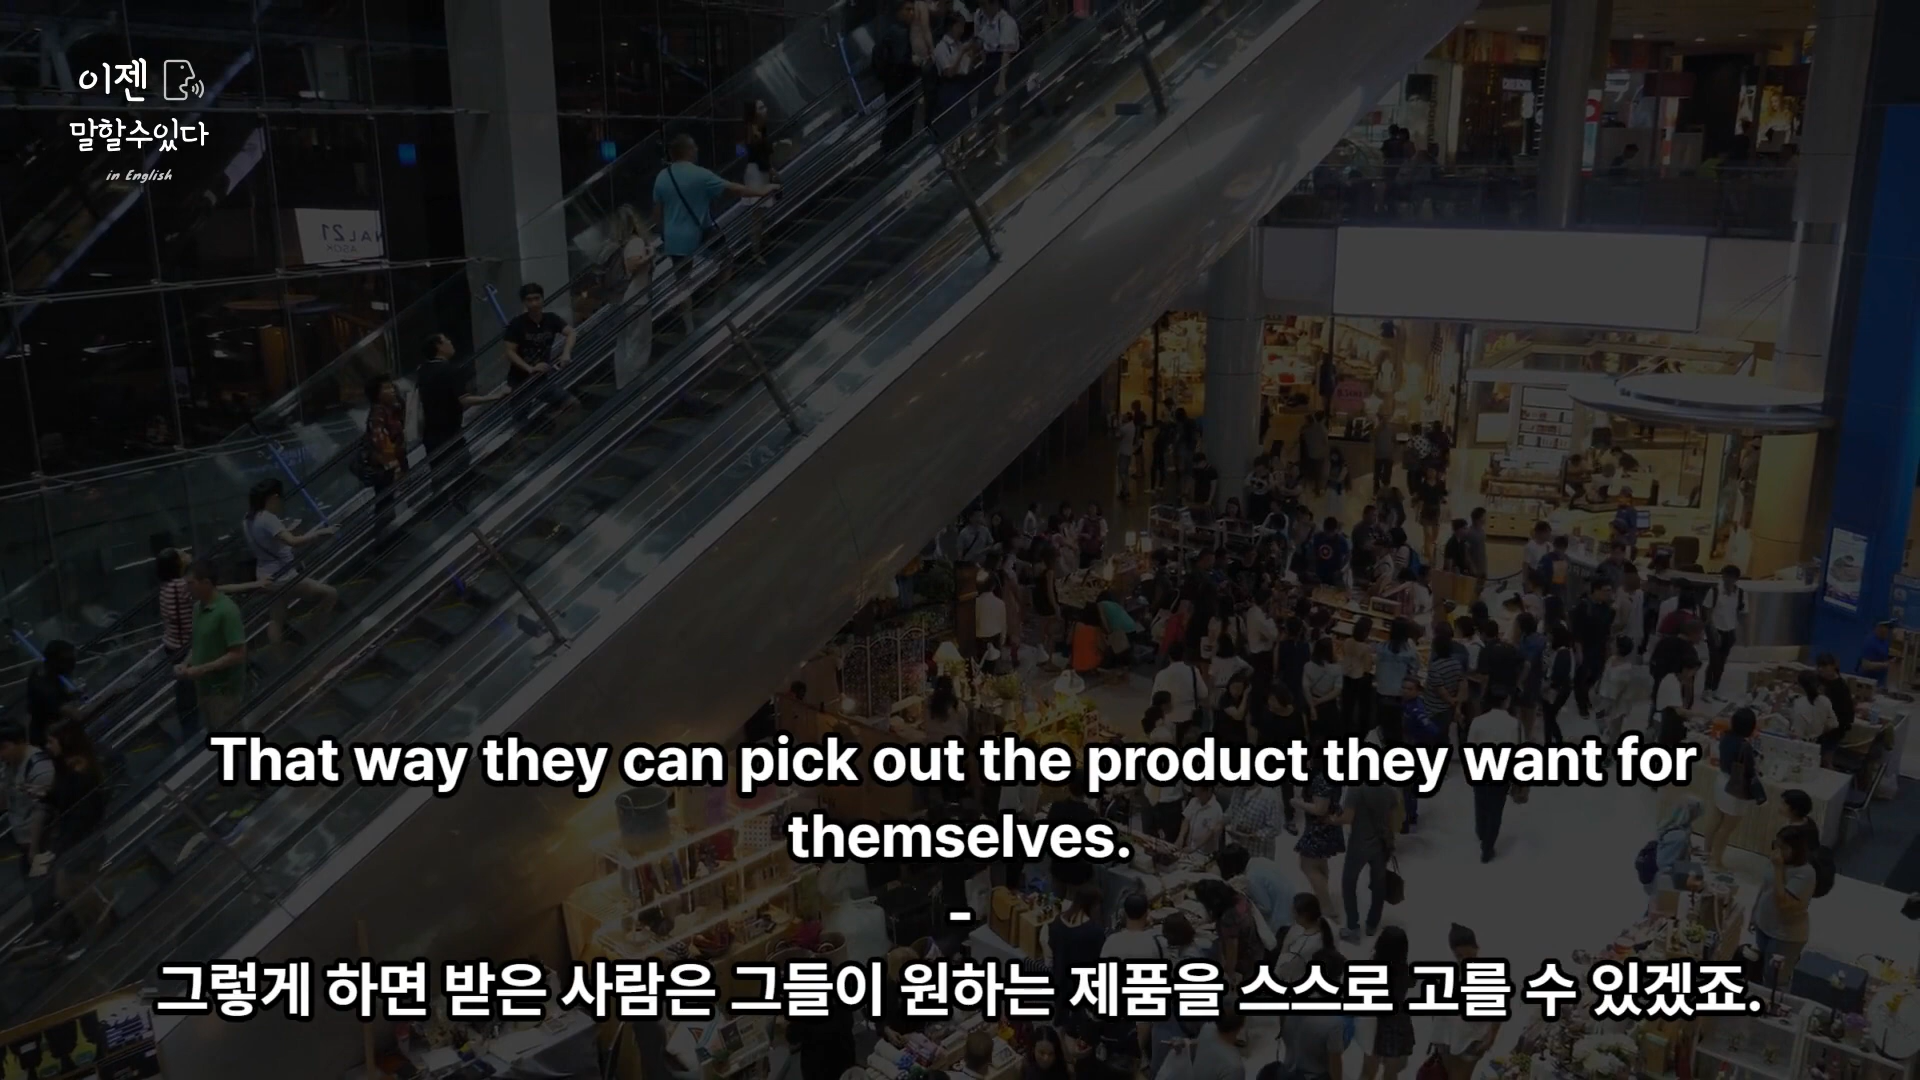 이젠
말할수있다
in English
NAL21
ASOK
That way they can pick out the product they want for
themselves.
-
그렇게 하면 받은 사람은 그들이 원하는 제품을 스스로 고를 수 있겠죠.